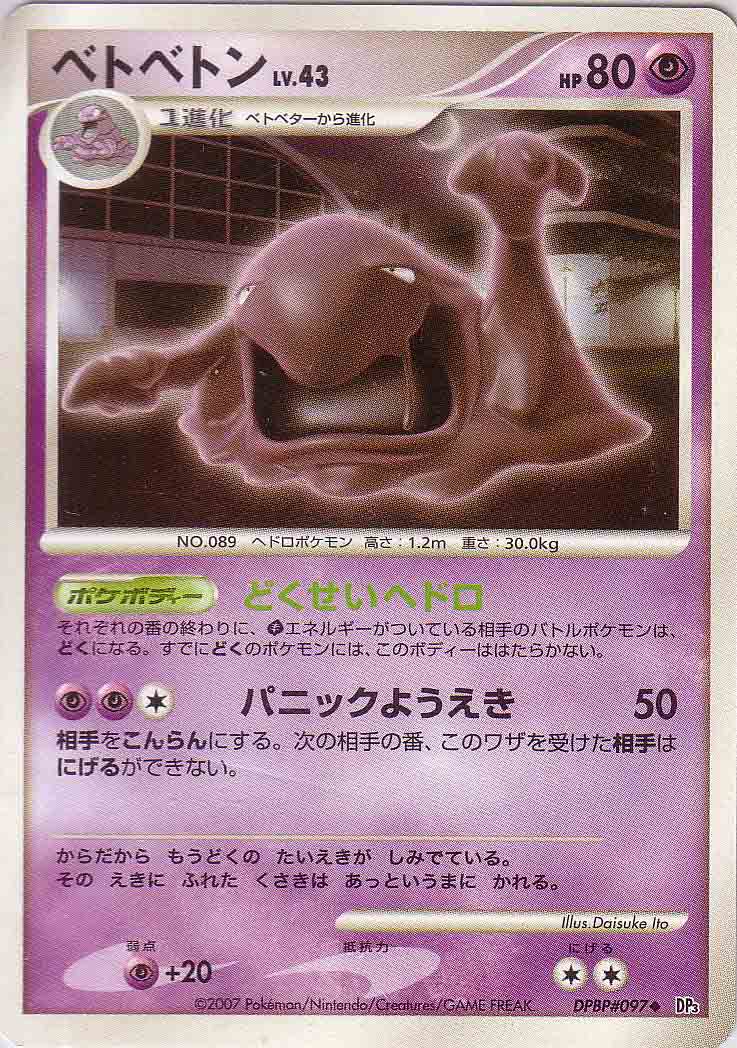 ベトベトン LV.43 HP 80
1進化 ベトベターから進化
NO.089 ヘドロポケモン 高さ：1.2m 重さ：30.0kg
ポケボディー どくせいヘドロ
それぞれの番の終わりに、エネルギーがついている相手のバトルポケモンは、
どくになる。すでにどくのポケモンには、このボディーははたらかない。
パニックようえき 50
相手をこんらんにする。次の相手の番、このワザを受けた相手は
にげるができない。
からだから もうどくの たいえきが しみでている。
その えきに ふれた くさきは あっというまに かれる。
Illus.Daisuke Ito
弱点 抵抗力 にげる
+20
©2007 Pokémon/Nintendo/Creatures/GAME FREAK. DPBP#097◆ DP3